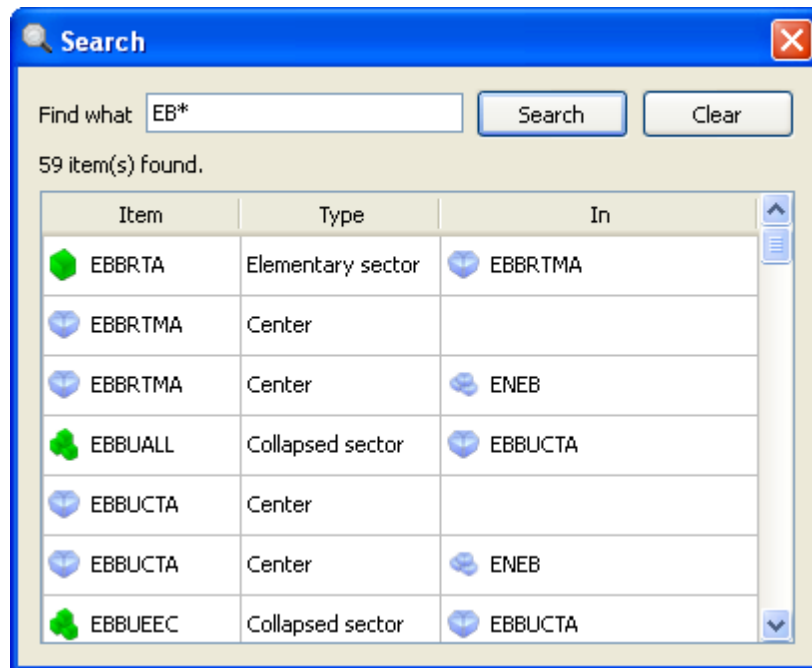 Search
Find what EB* Search Clear
59 item(s) found.
Item Type In
EBBRTA Elementary sector EBBRTMA
EBBRTMA Center
EBBRTMA Center ENEB
EBBUALL Collapsed sector EBBUCTA
EBBUCTA Center
EBBUCTA Center ENEB
EBBUEEC Collapsed sector EBBUCTA